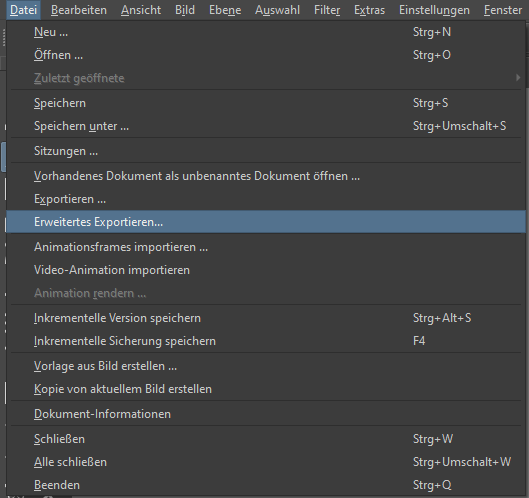 Datei Bearbeiten Ansicht Bild Ebene Auswahl Filter Extras Einstellungen Fenster
Neu ... Strg+N
Öffnen ... Strg+O
Zuletzt geöffnete
Speichern Strg+S
Speichern unter ... Strg+Umschalt+S
Sitzungen ...
Vorhandenes Dokument als unbenanntes Dokument öffnen ...
Exportieren ...
Erweitertes Exportieren...
Animationsframes importieren ...
Video-Animation importieren
Animation rendern ...
Inkrementelle Version speichern Strg+Alt+S
Inkrementelle Sicherung speichern F4
Vorlage aus Bild erstellen ...
Kopie von aktuellem Bild erstellen
Dokument-Informationen
Schließen Strg+W
Alle schließen Strg+Umschalt+W
Beenden Strg+Q